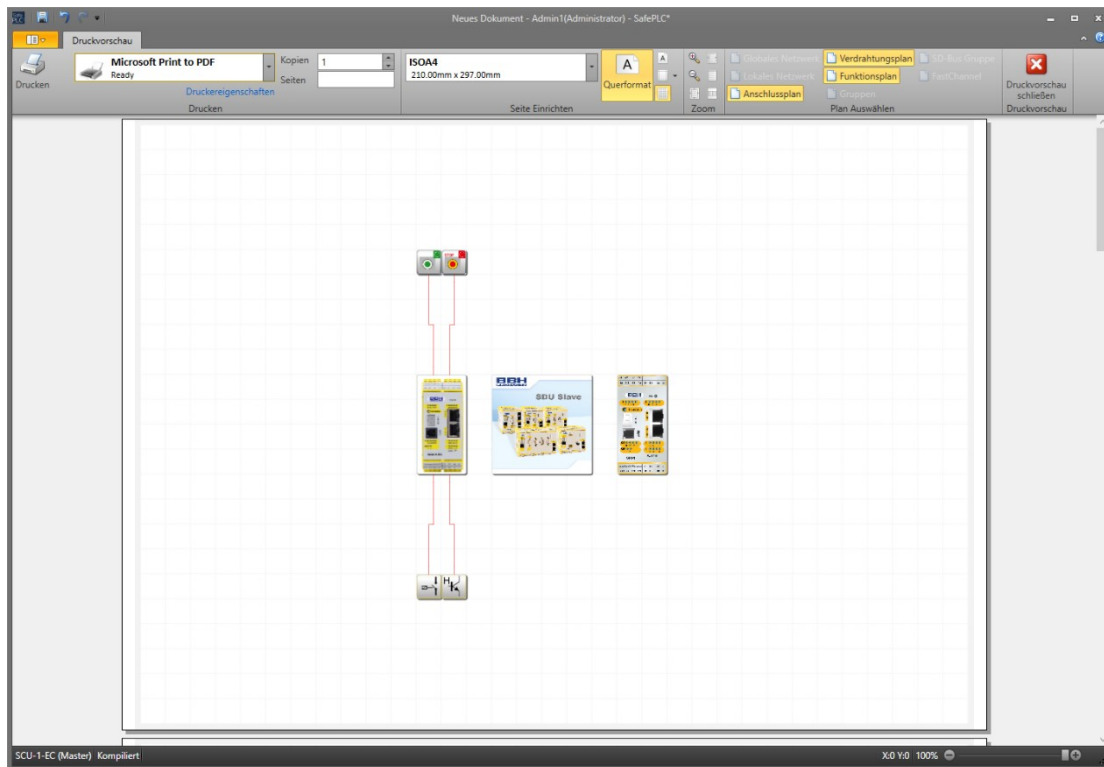 Neues Dokument - Admin1(Administrator) - SafePLC*
Druckvorschau
Drucken
Microsoft Print to PDF
Ready
Druckereigenschaften
Kopien 1
Seiten
Drucken
ISOA4
210.00mm x 297.00mm
Querformat
Seite Einrichten
Zoom
Globales Netzwerk
Lokales Netzwerk
Anschlussplan
Verdrahtungsplan
Funktionsplan
Gruppen
SD-Bus Gruppe
FastChannel
Plan Auswählen
Druckvorschau
schließen
Druckvorschau
BBH
SDU Slave
SCU-1-EC (Master) Kompiliert
X:0 Y:0 100%